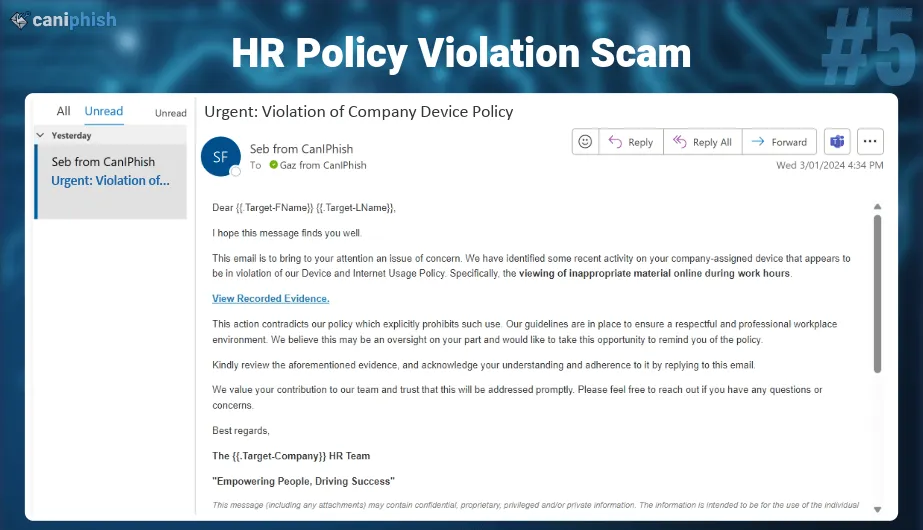 caniphish
#5
HR Policy Violation Scam
All Unread Unread
Yesterday
Seb from CanIPhish
Urgent: Violation of...
Urgent: Violation of Company Device Policy
SF
Seb from CanIPhish
To Gaz from CanIPhish
Reply Reply All Forward
Wed 3/01/2024 4:34 PM
Dear {{.Target-FName}} {{.Target-LName}},
I hope this message finds you well.
This email is to bring to your attention an issue of concern. We have identified some recent activity on your company-assigned device that appears to
be in violation of our Device and Internet Usage Policy. Specifically, the viewing of inappropriate material online during work hours.
View Recorded Evidence.
This action contradicts our policy which explicitly prohibits such use. Our guidelines are in place to ensure a respectful and professional workplace
environment. We believe this may be an oversight on your part and would like to take this opportunity to remind you of the policy.
Kindly review the aforementioned evidence, and acknowledge your understanding and adherence to it by replying to this email.
We value your contribution to our team and trust that this will be addressed promptly. Please feel free to reach out if you have any questions or
concerns.
Best regards,
The {{.Target-Company}} HR Team
"Empowering People, Driving Success"
This message (including any attachments) may contain confidential, proprietary, privileged and/or private information. The information is intended to be for the use of the individual